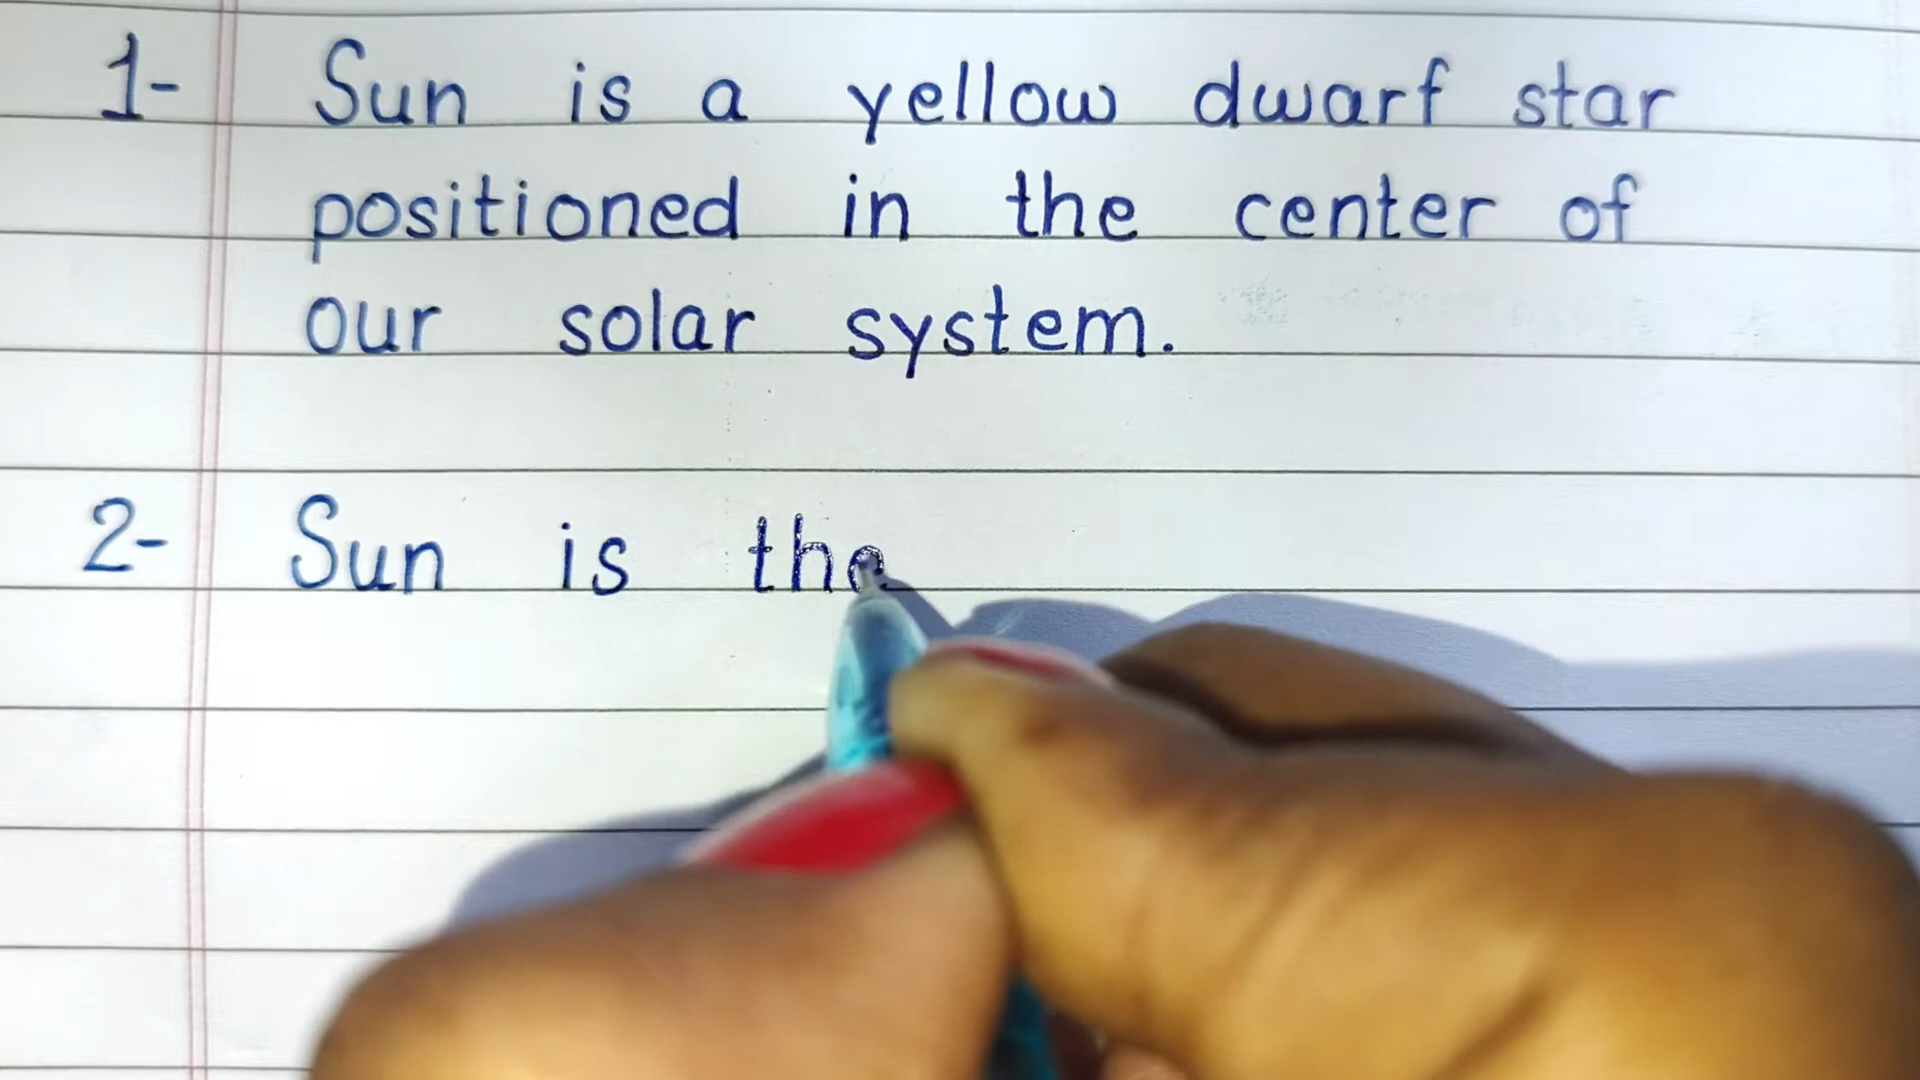 1- Sun is a yellow dwarf star
positioned in the center of
our solar system.
2- Sun is the